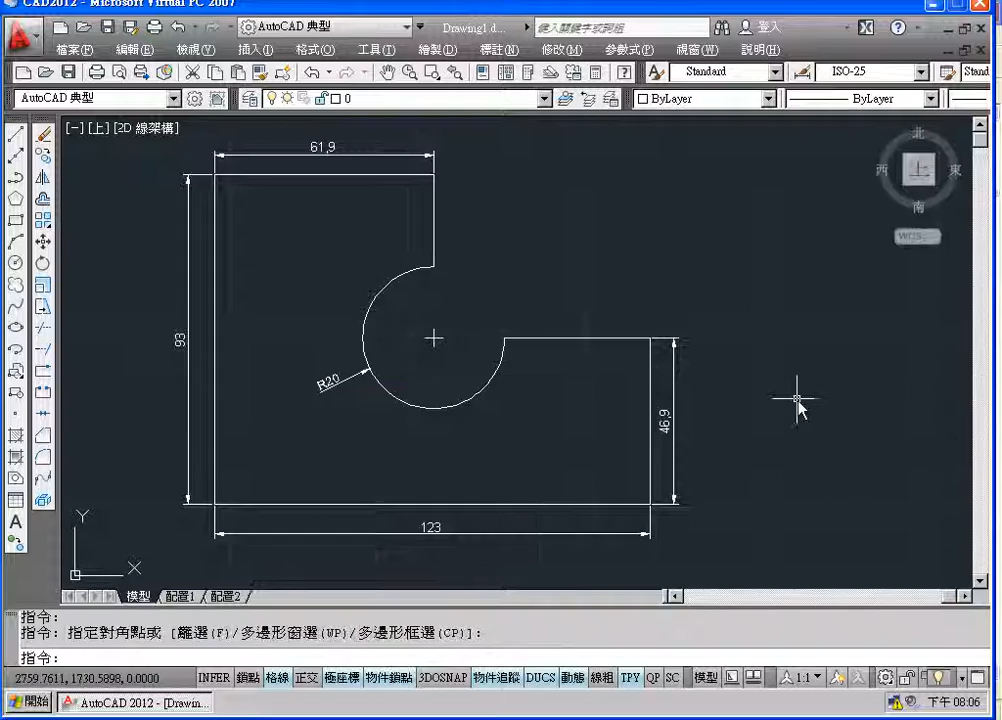 CAD2012 - Microsoft Virtual PC 2007
AutoCAD 典型
Drawing1.d...
鍵入關鍵字或詞組
登入
檔案(F) 編輯(E) 檢視(V) 插入(I) 格式(O) 工具(T) 繪製(D) 標註(N) 修改(M) 參數式(P) 視窗(W) 說明(H)
Standard ISO-25 Stand
AutoCAD 典型 0 ByLayer ByLayer
[−] [上] [2D 線架構]
61,9
93
R20
46,9
123
北
西 上 東
南
WCS
Y
X
A
模型 配置1 配置2
指令:
指令: 指定對角點或 [籬選(F)/多邊形窗選(WP)/多邊形框選(CP)]:
指令:
2759.7611, 1730.5898, 0.0000 INFER 鎖點 格線 正交 極座標 物件鎖點 3DOSNAP 物件追蹤 DUCS 動態 線粗 TPY QP SC 模型 1:1
開始 AutoCAD 2012 - [Drawin... 下午 08:06